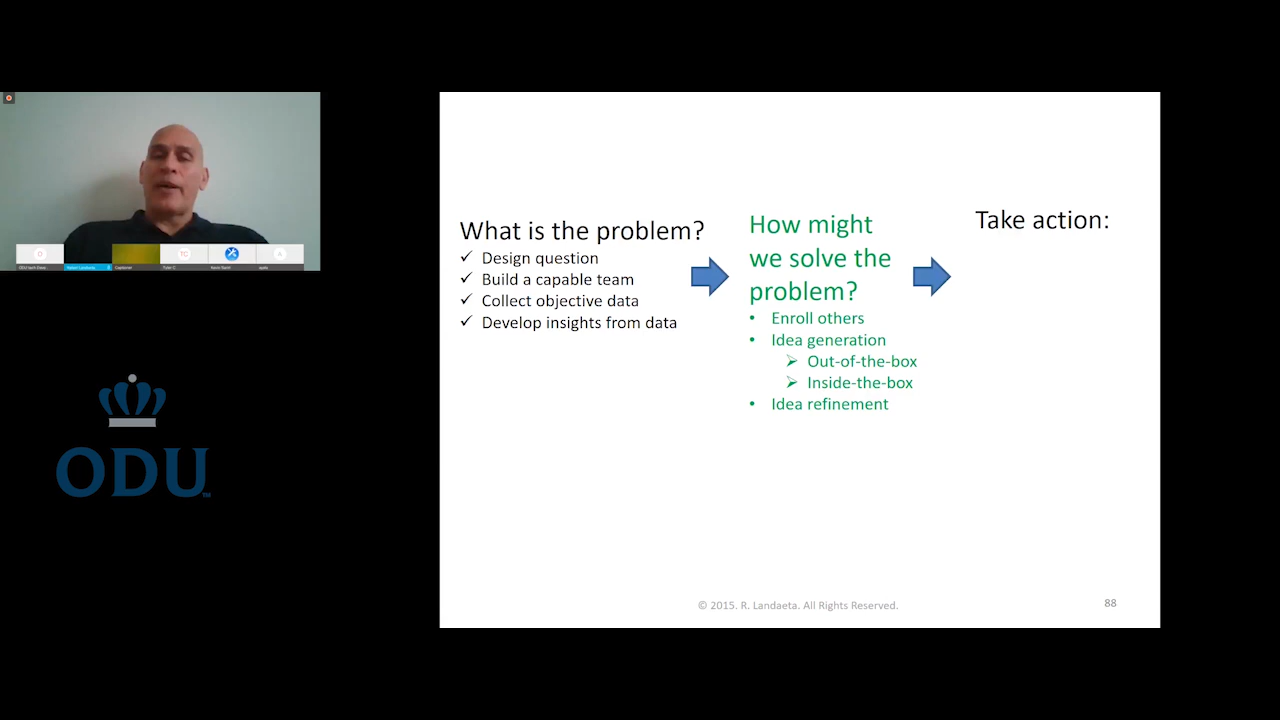 What is the problem?
✓ Design question
✓ Build a capable team
✓ Collect objective data
✓ Develop insights from data
How might
we solve the
problem?
• Enroll others
• Idea generation
➢ Out-of-the-box
➢ Inside-the-box
• Idea refinement
Take action:
© 2015. R. Landaeta. All Rights Reserved.
88
ODU
TC